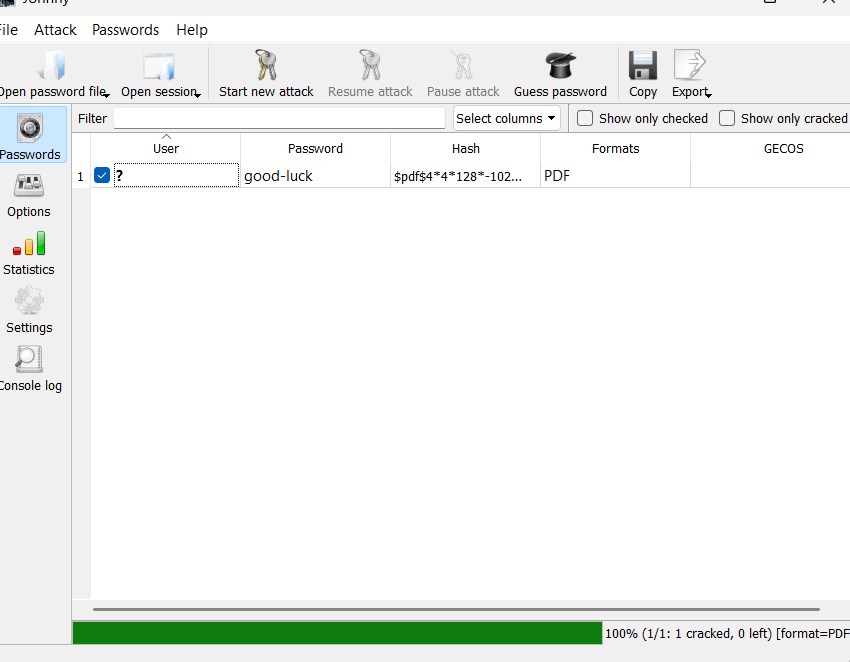 Johnny
File Attack Passwords Help
Open password file Open session Start new attack Resume attack Pause attack Guess password Copy Export
Passwords
Filter Select columns Show only checked Show only cracked
User Password Hash Formats GECOS
1 ? good-luck $pdf$4*4*128*-102... PDF
Options
Statistics
Settings
Console log
100% (1/1: 1 cracked, 0 left) [format=PDF